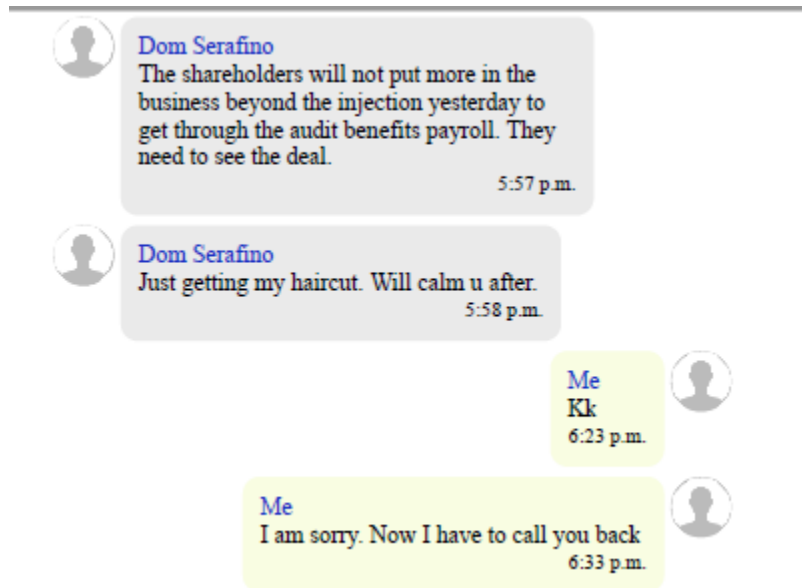 Dom Serafino
The shareholders will not put more in the
business beyond the injection yesterday to
get through the audit benefits payroll. They
need to see the deal.
5:57 p.m.
Dom Serafino
Just getting my haircut. Will calm u after.
5:58 p.m.
Me
Kk
6:23 p.m.
Me
I am sorry. Now I have to call you back
6:33 p.m.